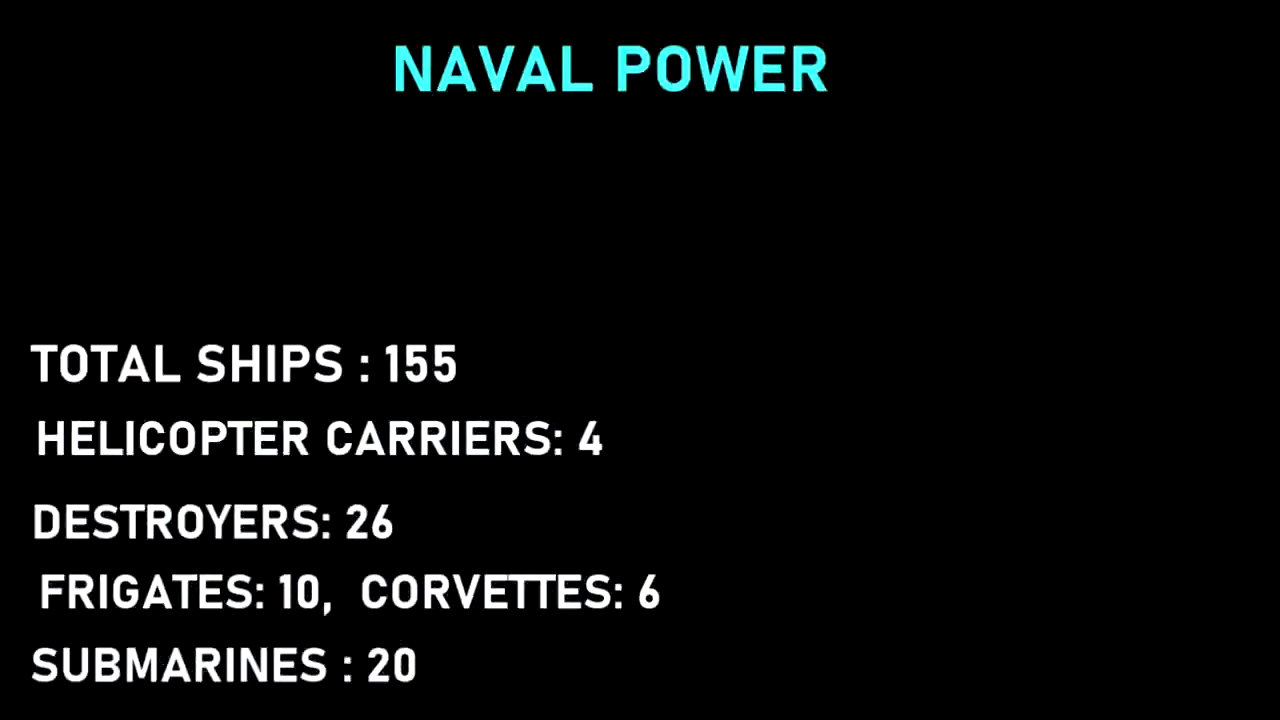 NAVAL POWER
TOTAL SHIPS : 155
HELICOPTER CARRIERS: 4
DESTROYERS: 26
FRIGATES: 10, CORVETTES: 6
SUBMARINES : 20